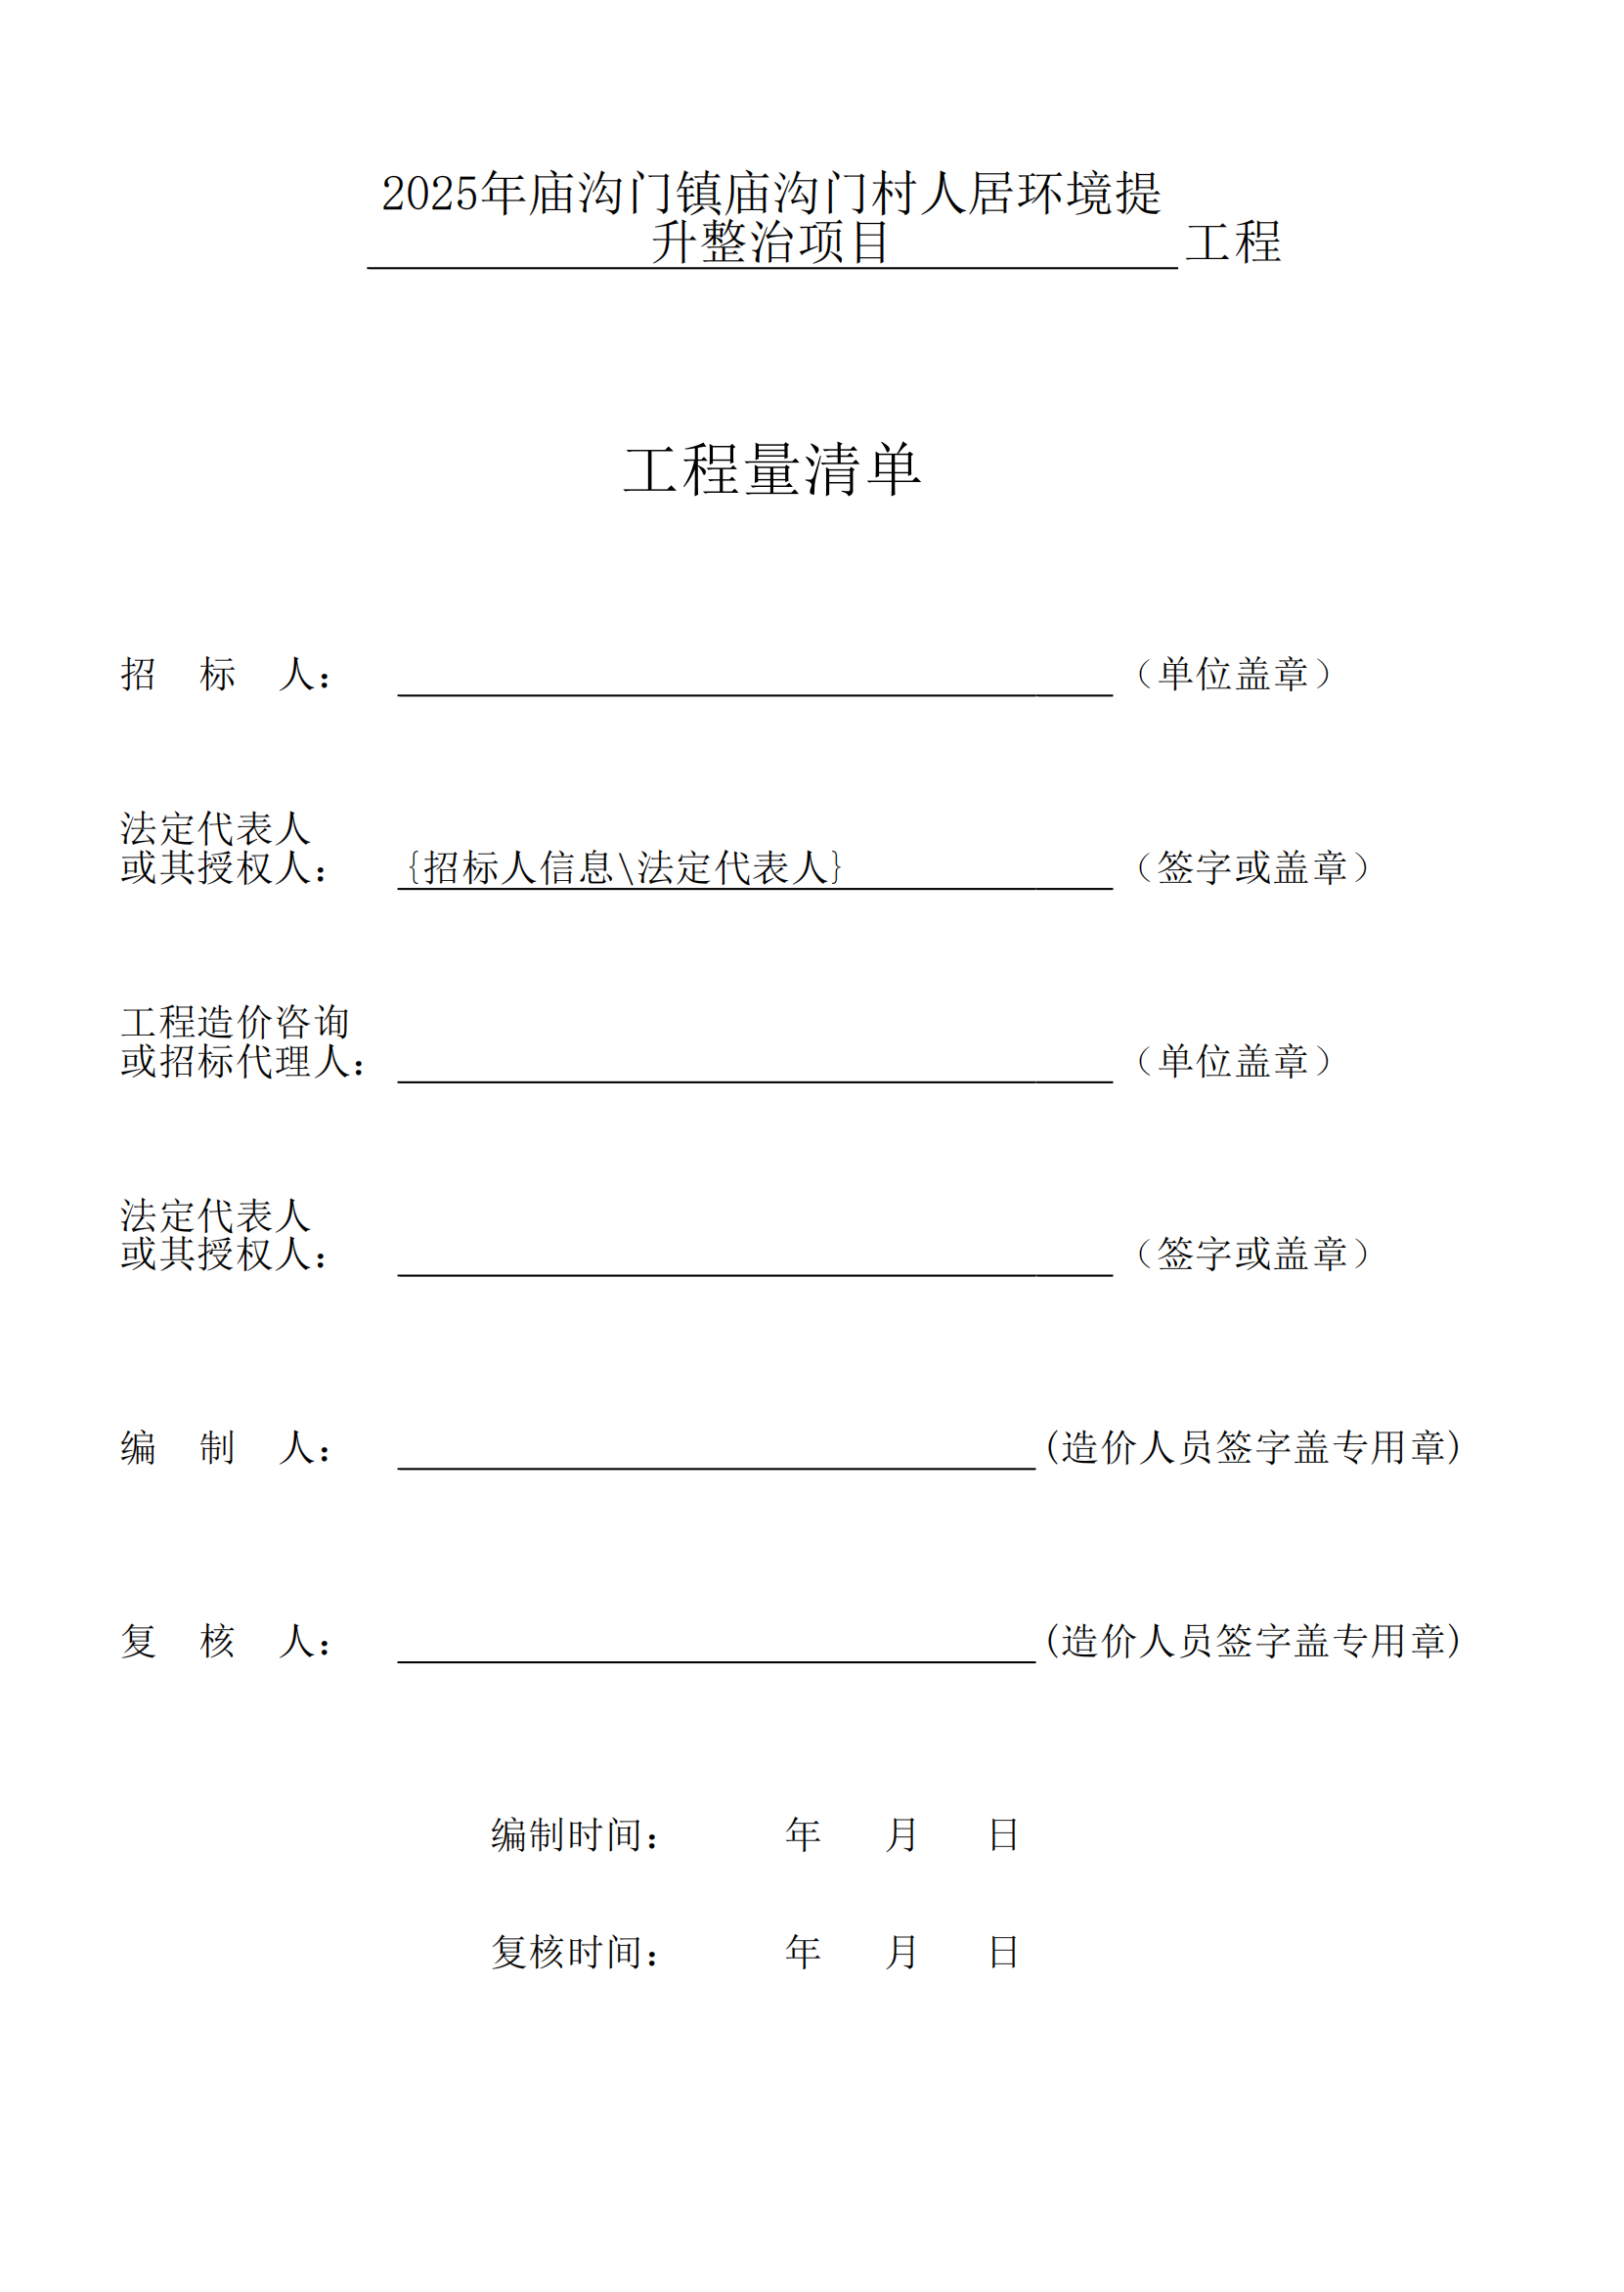 2025年庙沟门镇庙沟门村人居环境提
升整治项目 工程
工程量清单
招 标 人： （单位盖章）
法定代表人
或其授权人： {招标人信息\法定代表人} （签字或盖章）
工程造价咨询
或招标代理人： （单位盖章）
法定代表人
或其授权人： （签字或盖章）
编 制 人： (造价人员签字盖专用章)
复 核 人： (造价人员签字盖专用章)
编制时间： 年 月 日
复核时间： 年 月 日